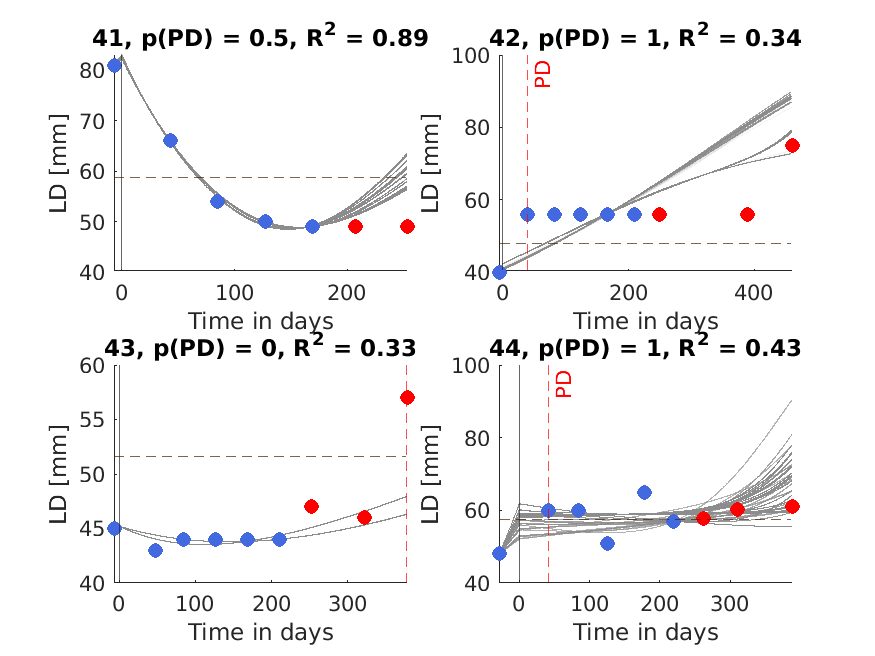 41, p(PD) = 0.5, R² = 0.89
80
70
60
50
40
LD [mm]
0
100
200
Time in days
42, p(PD) = 1, R² = 0.34
PD
100
80
60
40
LD [mm]
0
200
400
Time in days
43, p(PD) = 0, R² = 0.33
60
55
50
45
40
LD [mm]
0
100
200
300
Time in days
44, p(PD) = 1, R² = 0.43
PD
100
80
60
40
LD [mm]
0
100
200
300
Time in days